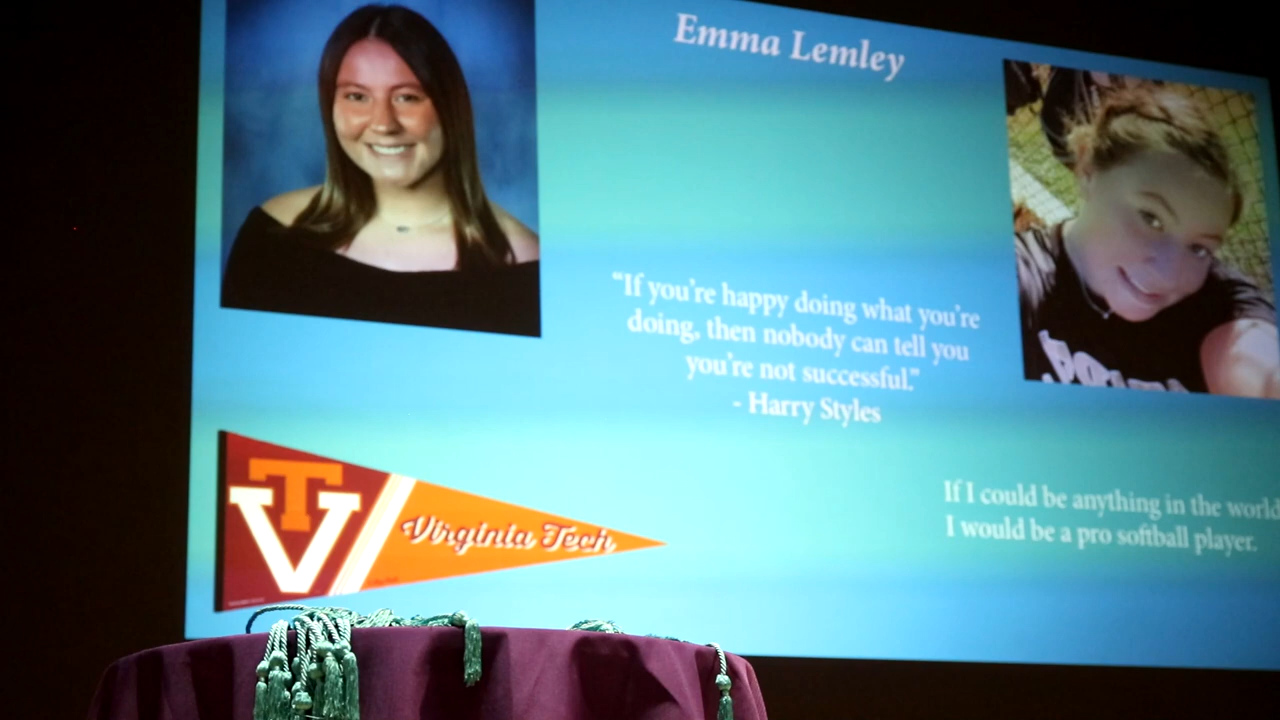 Emma Lemley
“If you're happy doing what you're
doing, then nobody can tell you
you're not successful.”
- Harry Styles
VT
Virginia Tech
If I could be anything in the world
I would be a pro softball player.